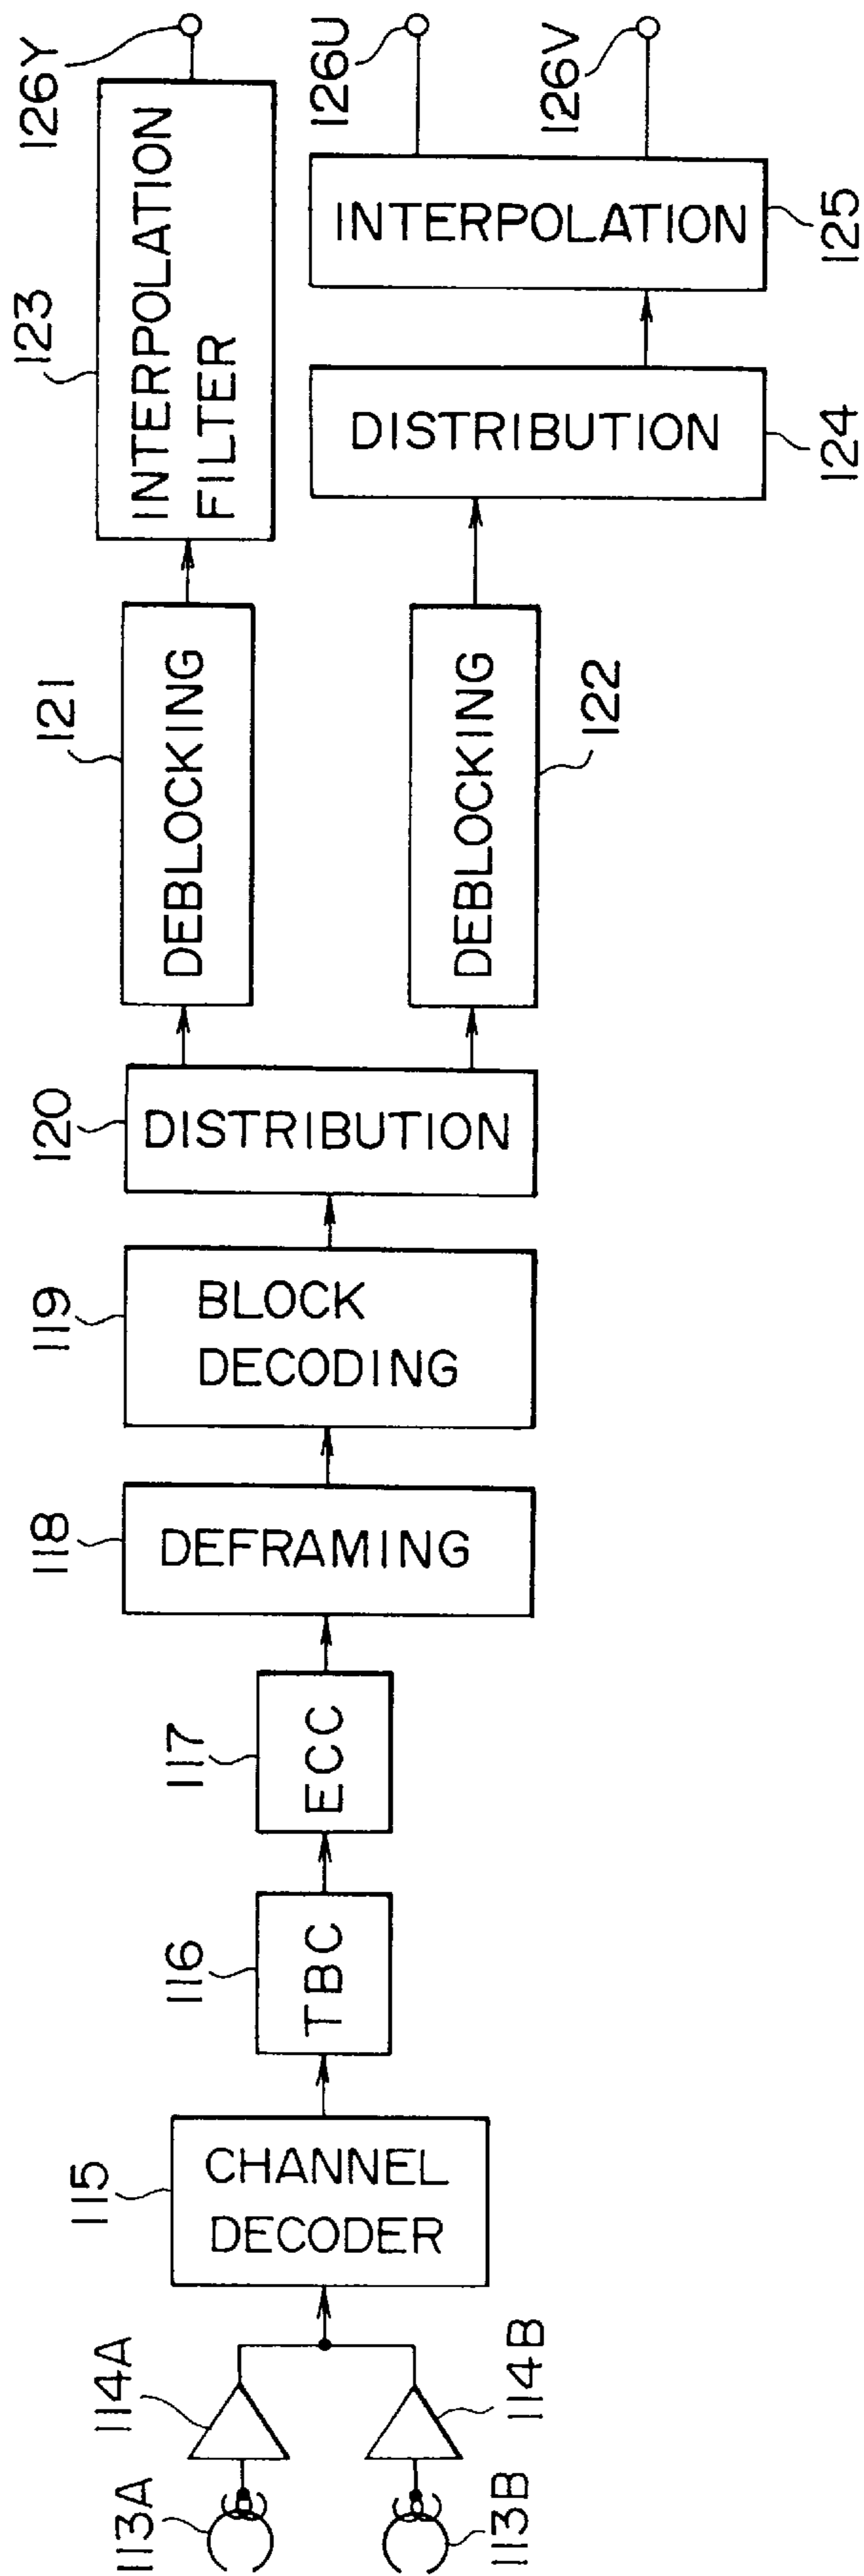 113A
113B
114A
114B
115
CHANNEL
DECODER
116
TBC
117
ECC
118
DEFRAMING
119
BLOCK
DECODING
120
DISTRIBUTION
121
DEBLOCKING
DEBLOCKING
122
123
INTERPOLATION
FILTER
DISTRIBUTION
124
INTERPOLATION
125
126Y
126U
126V